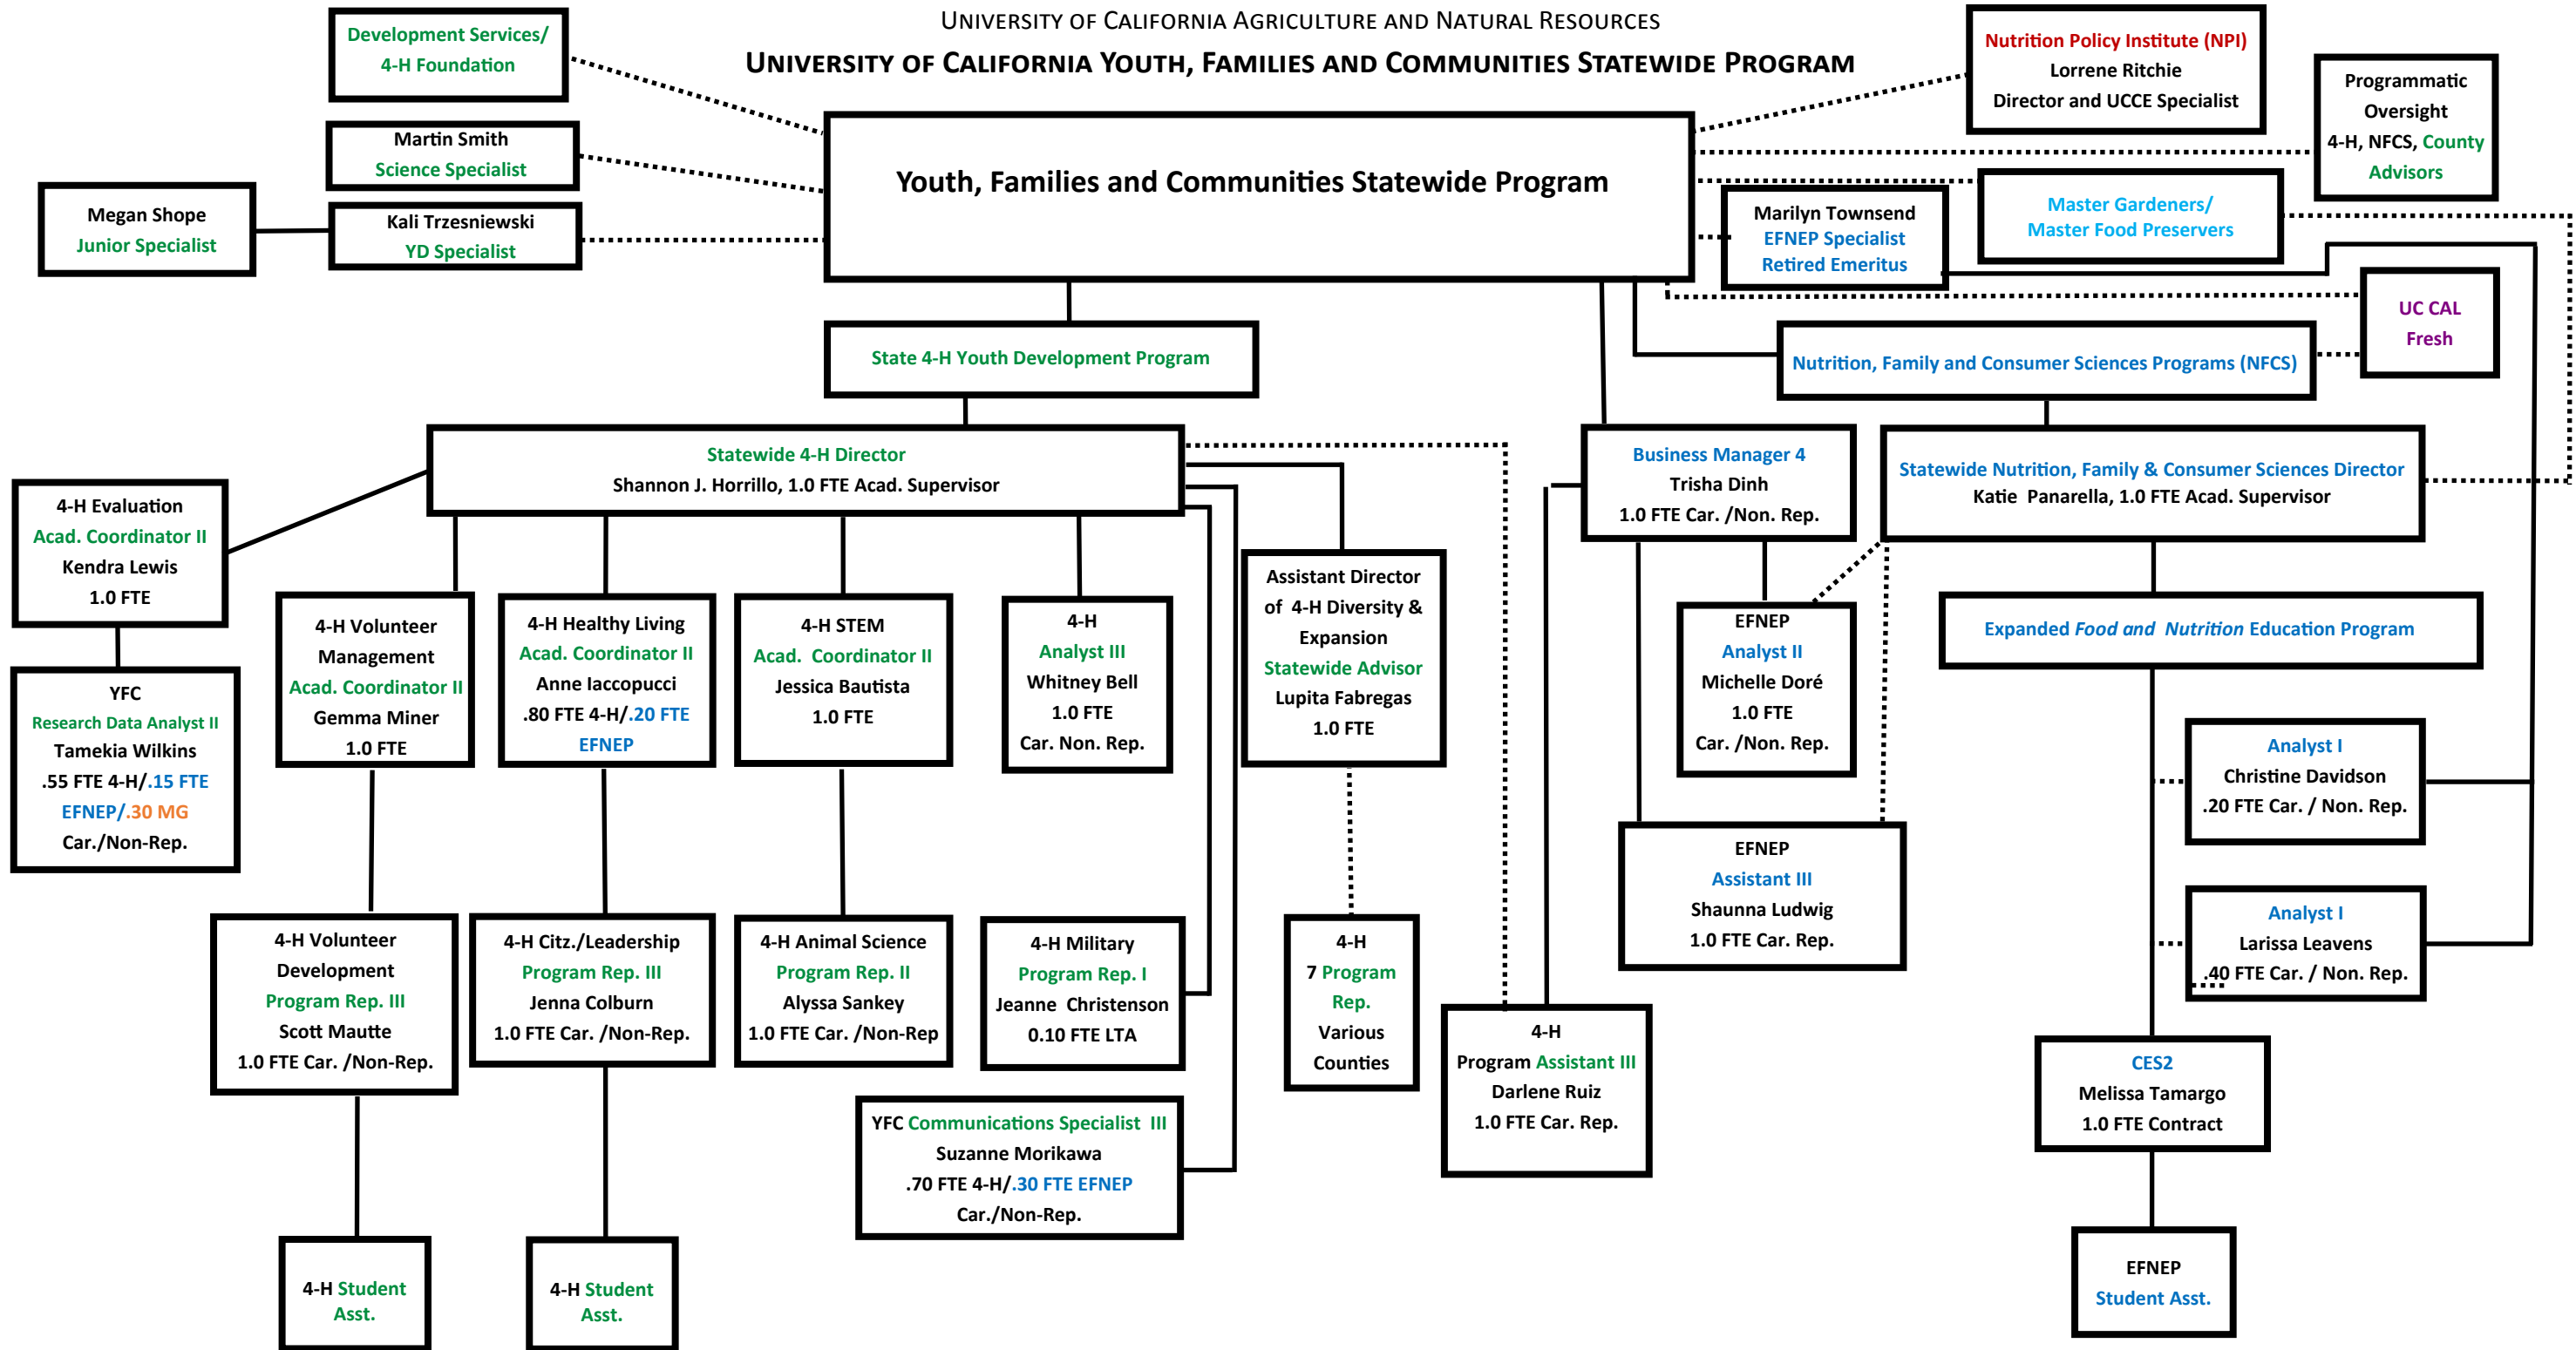 UNIVERSITY OF CALIFORNIA AGRICULTURE AND NATURAL RESOURCES
UNIVERSITY OF CALIFORNIA YOUTH, FAMILIES AND COMMUNITIES STATEWIDE PROGRAM
Development Services/
4-H Foundation
Martin Smith
Science Specialist
Megan Shope
Junior Specialist
Kali Trzesniewski
YD Specialist
Youth, Families and Communities Statewide Program
Nutrition Policy Institute (NPI)
Lorrene Ritchie
Director and UCCE Specialist
Programmatic
Oversight
4-H, NFCS, County
Advisors
Marilyn Townsend
EFNEP Specialist
Retired Emeritus
Master Gardeners/
Master Food Preservers
UC CAL
Fresh
State 4-H Youth Development Program
Nutrition, Family and Consumer Sciences Programs (NFCS)
Statewide 4-H Director
Shannon J. Horrillo, 1.0 FTE Acad. Supervisor
Business Manager 4
Trisha Dinh
1.0 FTE Car. /Non. Rep.
Statewide Nutrition, Family & Consumer Sciences Director
Katie Panarella, 1.0 FTE Acad. Supervisor
4-H Evaluation
Acad. Coordinator II
Kendra Lewis
1.0 FTE
4-H Volunteer
Management
Acad. Coordinator II
Gemma Miner
1.0 FTE
4-H Healthy Living
Acad. Coordinator II
Anne Iaccopucci
.80 FTE 4-H/.20 FTE
EFNEP
4-H STEM
Acad. Coordinator II
Jessica Bautista
1.0 FTE
4-H
Analyst III
Whitney Bell
1.0 FTE
Car. Non. Rep.
Assistant Director
of 4-H Diversity &
Expansion
Statewide Advisor
Lupita Fabregas
1.0 FTE
EFNEP
Analyst II
Michelle Doré
1.0 FTE
Car. /Non. Rep.
Expanded Food and Nutrition Education Program
YFC
Research Data Analyst II
Tamekia Wilkins
.55 FTE 4-H/.15 FTE
EFNEP/.30 MG
Car./Non-Rep.
Analyst I
Christine Davidson
.20 FTE Car. / Non. Rep.
EFNEP
Assistant III
Shaunna Ludwig
1.0 FTE Car. Rep.
Analyst I
Larissa Leavens
.40 FTE Car. / Non. Rep.
4-H Volunteer
Development
Program Rep. III
Scott Mautte
1.0 FTE Car. /Non-Rep.
4-H Citz./Leadership
Program Rep. III
Jenna Colburn
1.0 FTE Car. /Non-Rep.
4-H Animal Science
Program Rep. II
Alyssa Sankey
1.0 FTE Car. /Non-Rep
4-H Military
Program Rep. I
Jeanne Christenson
0.10 FTE LTA
4-H
7 Program
Rep.
Various
Counties
4-H
Program Assistant III
Darlene Ruiz
1.0 FTE Car. Rep.
CES2
Melissa Tamargo
1.0 FTE Contract
YFC Communications Specialist III
Suzanne Morikawa
.70 FTE 4-H/.30 FTE EFNEP
Car./Non-Rep.
4-H Student
Asst.
4-H Student
Asst.
EFNEP
Student Asst.